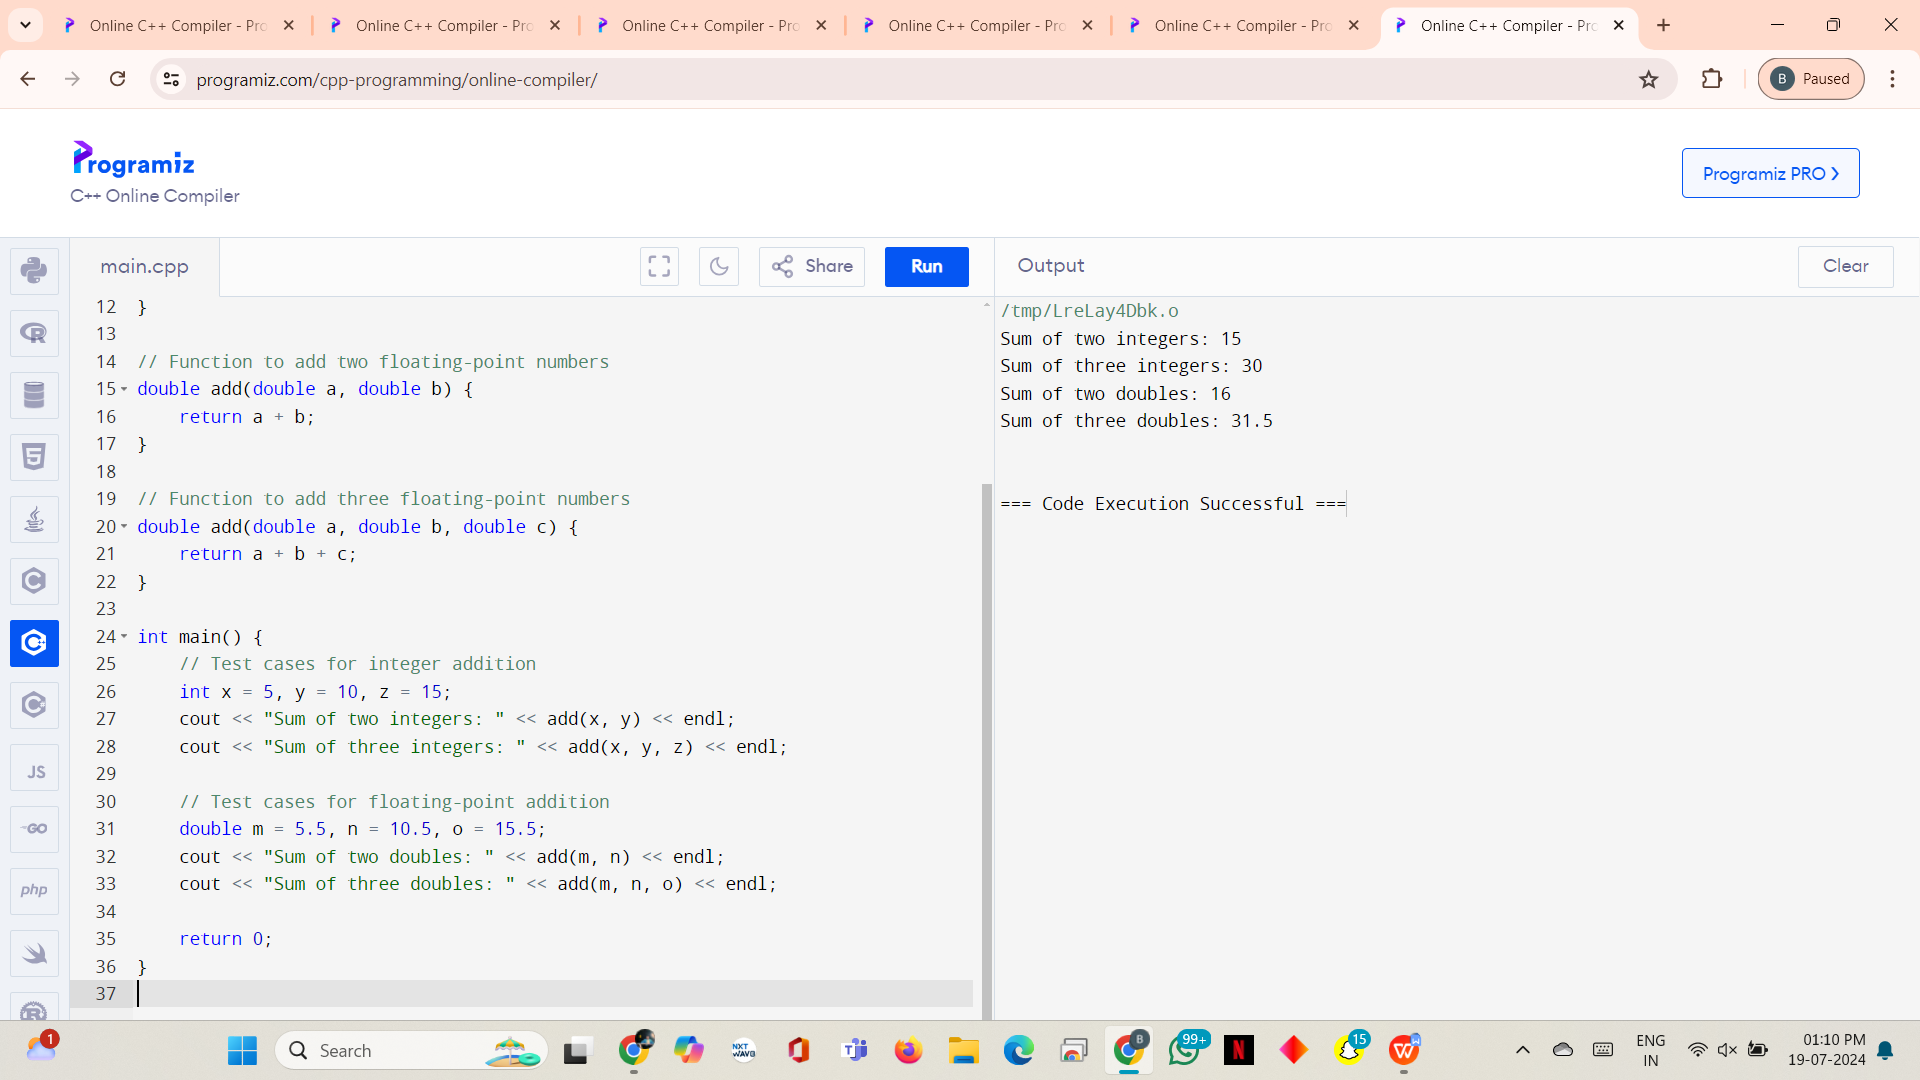 Online C++ Compiler - Pro
Online C++ Compiler - Pro
Online C++ Compiler - Pro
Online C++ Compiler - Pro
Online C++ Compiler - Pro
Online C++ Compiler - Pro
programiz.com/cpp-programming/online-compiler/
B Paused
Programiz
C++ Online Compiler
Programiz PRO
main.cpp
Share
Run
Output
Clear
12 }
13
14 // Function to add two floating-point numbers
15 double add(double a, double b) {
16     return a + b;
17 }
18
19 // Function to add three floating-point numbers
20 double add(double a, double b, double c) {
21     return a + b + c;
22 }
23
24 int main() {
25     // Test cases for integer addition
26     int x = 5, y = 10, z = 15;
27     cout << "Sum of two integers: " << add(x, y) << endl;
28     cout << "Sum of three integers: " << add(x, y, z) << endl;
29
30     // Test cases for floating-point addition
31     double m = 5.5, n = 10.5, o = 15.5;
32     cout << "Sum of two doubles: " << add(m, n) << endl;
33     cout << "Sum of three doubles: " << add(m, n, o) << endl;
34
35     return 0;
36 }
37
/tmp/LreLay4Dbk.o
Sum of two integers: 15
Sum of three integers: 30
Sum of two doubles: 16
Sum of three doubles: 31.5
=== Code Execution Successful ===
JS
GO
php
1
Search
NXT
WAVE
B
99+
N
15
W
ENG
IN
01:10 PM
19-07-2024